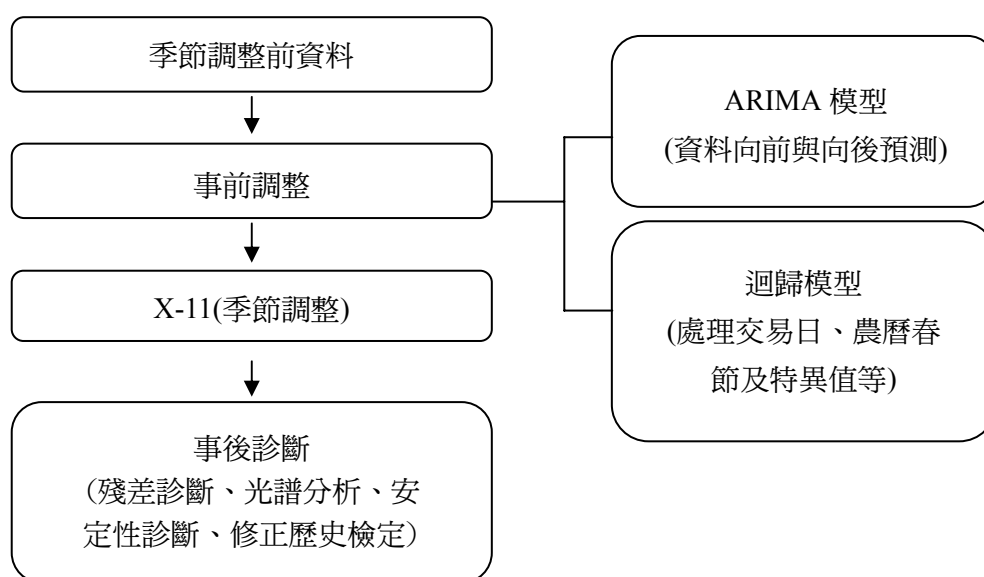 季節調整前資料
事前調整
X-11(季節調整)
事後診斷
（殘差診斷、光譜分析、安
定性診斷、修正歷史檢定）
ARIMA 模型
(資料向前與向後預測)
迴歸模型
(處理交易日、農曆春
節及特異值等)